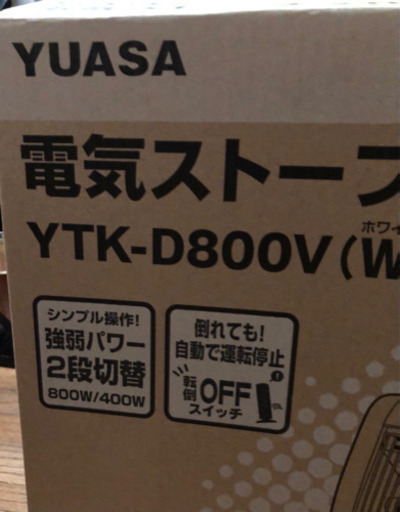 YUASA
電気ストーブ
ホワイ
YTK-D800V(W
シンプル操作!
強弱パワー
2段切替
800W/400W
倒れても!
自動で運転停止
転倒OFF
スイッチ